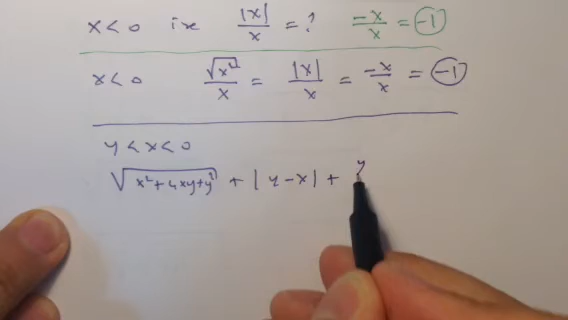 x < 0 ise |x|/x = ? -x/x = -1
x < 0 √x²/x = |x|/x = -x/x = -1
y < x < 0
√x²+4xy+y² + |y-x| + y